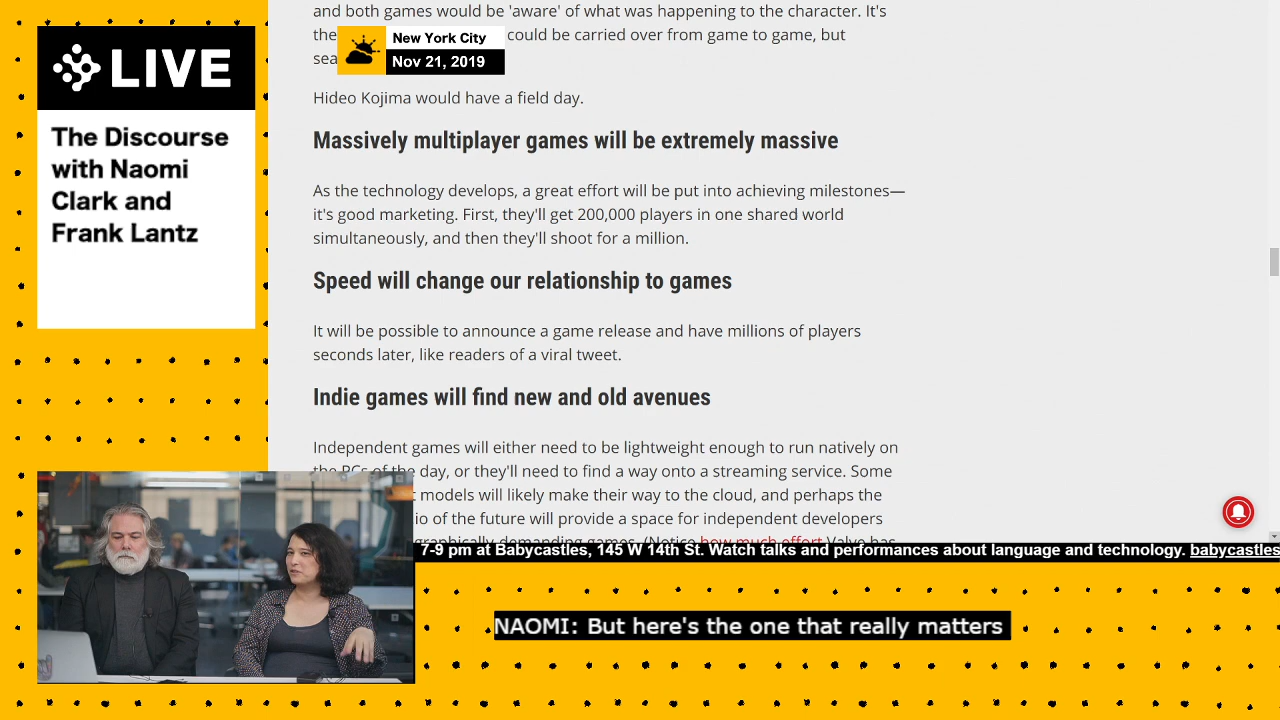 LIVE
The Discourse
with Naomi
Clark and
Frank Lantz
New York City
Nov 21, 2019
and both games would be 'aware' of what was happening to the character. It's
the could be carried over from game to game, but
sea
Hideo Kojima would have a field day.
Massively multiplayer games will be extremely massive
As the technology develops, a great effort will be put into achieving milestones—
it's good marketing. First, they'll get 200,000 players in one shared world
simultaneously, and then they'll shoot for a million.
Speed will change our relationship to games
It will be possible to announce a game release and have millions of players
seconds later, like readers of a viral tweet.
Indie games will find new and old avenues
Independent games will either need to be lightweight enough to run natively on
the PCs of the day, or they'll need to find a way onto a streaming service. Some
models will likely make their way to the cloud, and perhaps the
of the future will provide a space for independent developers
graphically demanding games. (Notice how much effort Valve has
7-9 pm at Babycastles, 145 W 14th St. Watch talks and performances about language and technology. babycastles
NAOMI: But here's the one that really matters